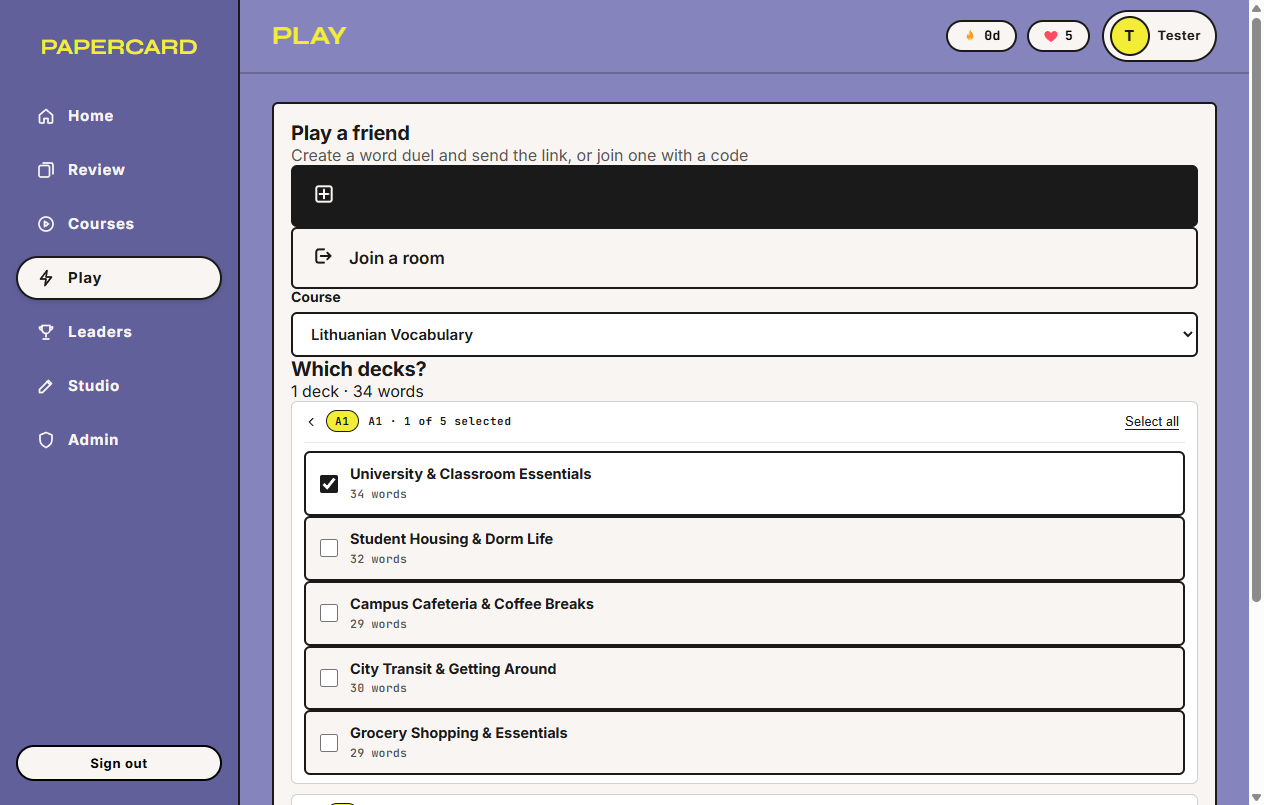 PAPERCARD
Home
Review
Courses
Play
Leaders
Studio
Admin
Sign out
PLAY
0d
5
T
Tester
Play a friend
Create a word duel and send the link, or join one with a code
Join a room
Course
Lithuanian Vocabulary
Which decks?
1 deck · 34 words
A1 A1 · 1 of 5 selected
Select all
University & Classroom Essentials
34 words
Student Housing & Dorm Life
32 words
Campus Cafeteria & Coffee Breaks
29 words
City Transit & Getting Around
30 words
Grocery Shopping & Essentials
29 words